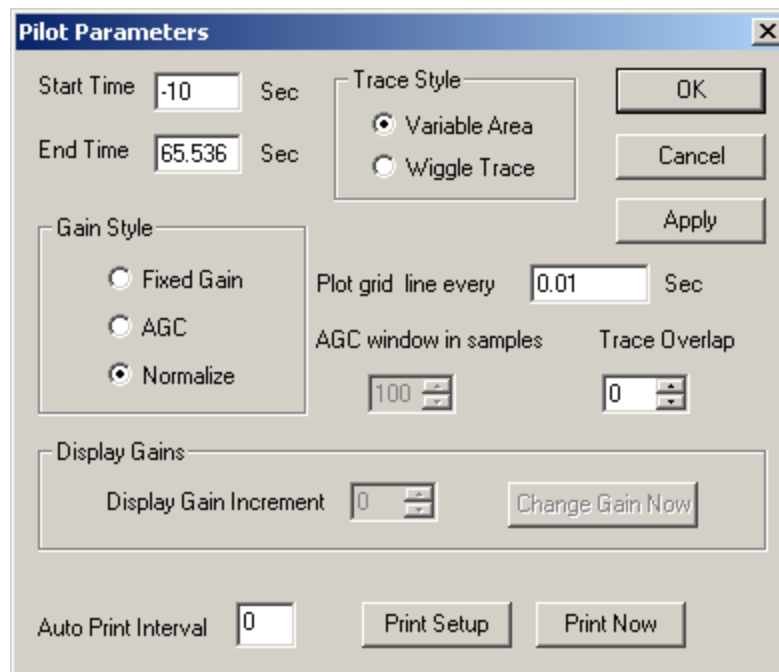 Pilot Parameters
Start Time -10 Sec
End Time 65.536 Sec
Trace Style
Variable Area
Wiggle Trace
OK
Cancel
Apply
Gain Style
Fixed Gain
AGC
Normalize
Plot grid line every 0.01 Sec
AGC window in samples
100
Trace Overlap
0
Display Gains
Display Gain Increment 0 Change Gain Now
Auto Print Interval 0 Print Setup Print Now